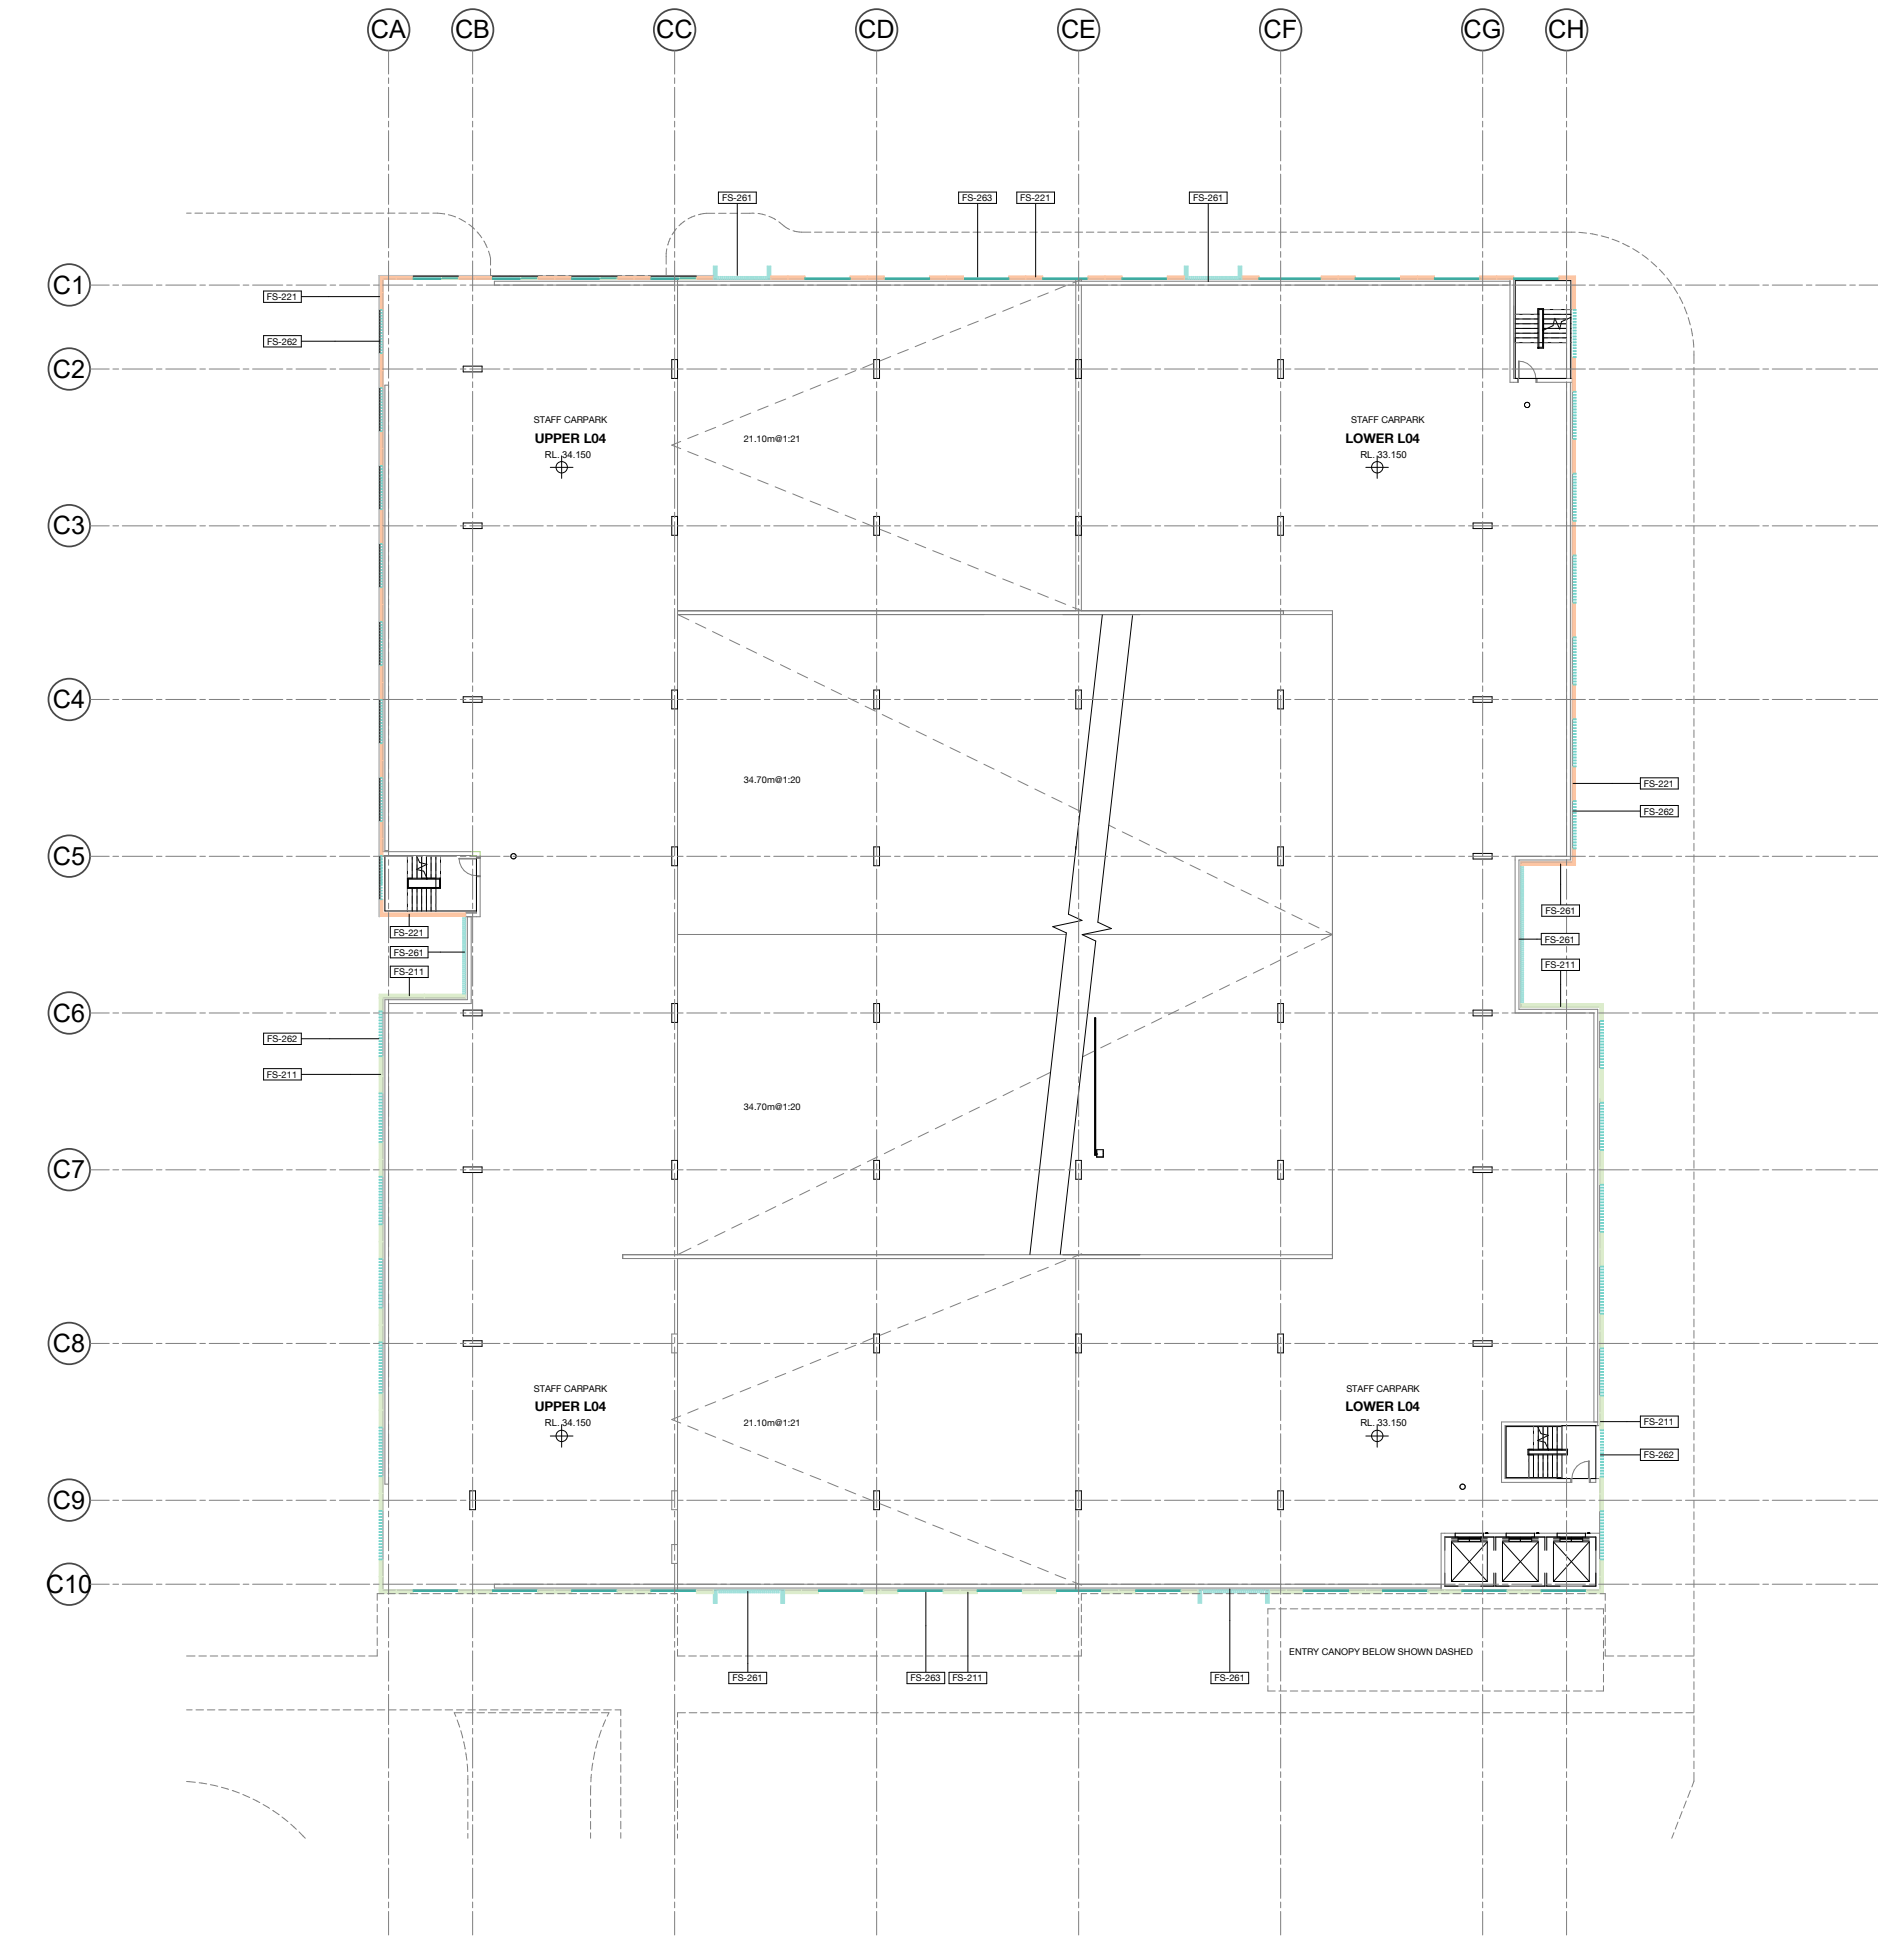 CA CB CC CD CE CF CG CH
FS-261 FS-263 FS-221 FS-261
C1
FS-221
FS-262
C2
STAFF CARPARK
UPPER L04
RL. 34.150
21.10m@1:21
STAFF CARPARK
LOWER L04
RL. 33.150
C3
C4
34.70m@1:20
FS-221
FS-262
C5
FS-221
FS-261
FS-211
FS-261
FS-261
FS-211
C6
FS-262
FS-211
34.70m@1:20
C7
C8
STAFF CARPARK
UPPER L04
RL. 34.150
21.10m@1:21
STAFF CARPARK
LOWER L04
RL. 33.150
FS-211
FS-262
C9
C10
ENTRY CANOPY BELOW SHOWN DASHED
FS-261 FS-263 FS-211 FS-261